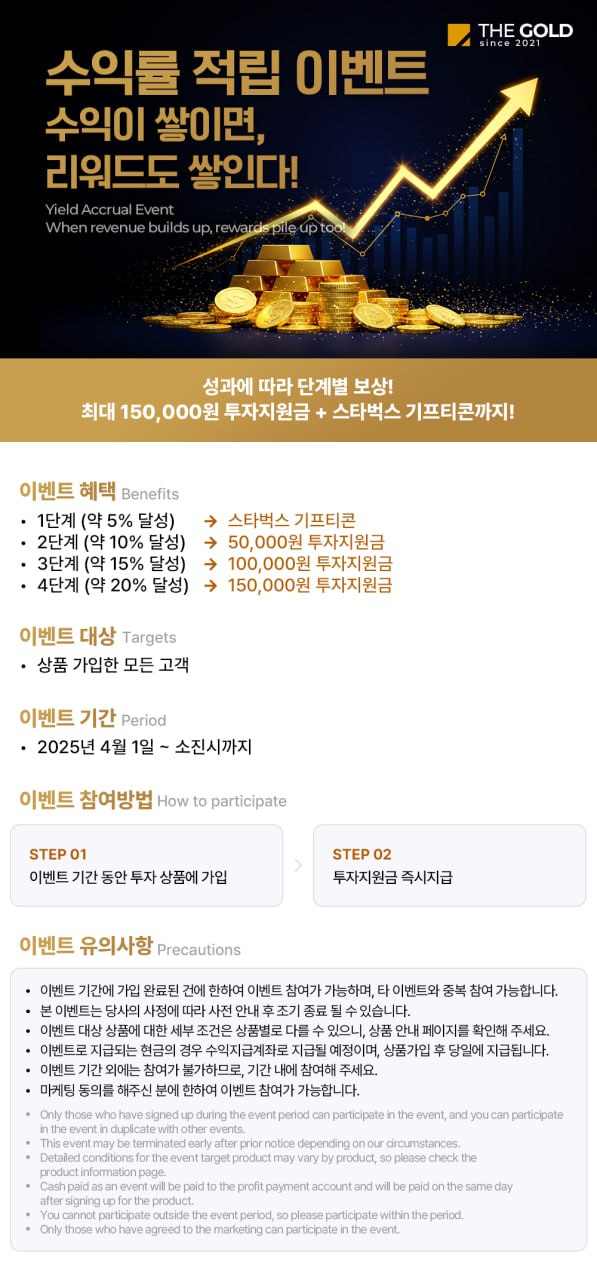 THE GOLD
since 2021
수익률 적립 이벤트
수익이 쌓이면,
리워드도 쌓인다!
Yield Accrual Event
When revenue builds up, rewards pile up too!
성과에 따라 단계별 보상!
최대 150,000원 투자지원금 + 스타벅스 기프티콘까지!
이벤트 혜택 Benefits
• 1단계 (약 5% 달성) → 스타벅스 기프티콘
• 2단계 (약 10% 달성) → 50,000원 투자지원금
• 3단계 (약 15% 달성) → 100,000원 투자지원금
• 4단계 (약 20% 달성) → 150,000원 투자지원금
이벤트 대상 Targets
• 상품 가입한 모든 고객
이벤트 기간 Period
• 2025년 4월 1일 ~ 소진시까지
이벤트 참여방법 How to participate
STEP 01
이벤트 기간 동안 투자 상품에 가입
STEP 02
투자지원금 즉시지급
이벤트 유의사항 Precautions
• 이벤트 기간에 가입 완료된 건에 한하여 이벤트 참여가 가능하며, 타 이벤트와 중복 참여 가능합니다.
• 본 이벤트는 당사의 사정에 따라 사전 안내 후 조기 종료 될 수 있습니다.
• 이벤트 대상 상품에 대한 세부 조건은 상품별로 다를 수 있으니, 상품 안내 페이지를 확인해 주세요.
• 이벤트로 지급되는 현금의 경우 수익지급계좌로 지급될 예정이며, 상품가입 후 당일에 지급됩니다.
• 이벤트 기간 외에는 참여가 불가하므로, 기간 내에 참여해 주세요.
• 마케팅 동의를 해주신 분에 한하여 이벤트 참여가 가능합니다.
• Only those who have signed up during the event period can participate in the event, and you can participate
in the event in duplicate with other events.
• This event may be terminated early after prior notice depending on our circumstances.
• Detailed conditions for the event target product may vary by product, so please check the
product information page.
• Cash paid as an event will be paid to the profit payment account and will be paid on the same day
after signing up for the product.
• You cannot participate outside the event period, so please participate within the period.
• Only those who have agreed to the marketing can participate in the event.